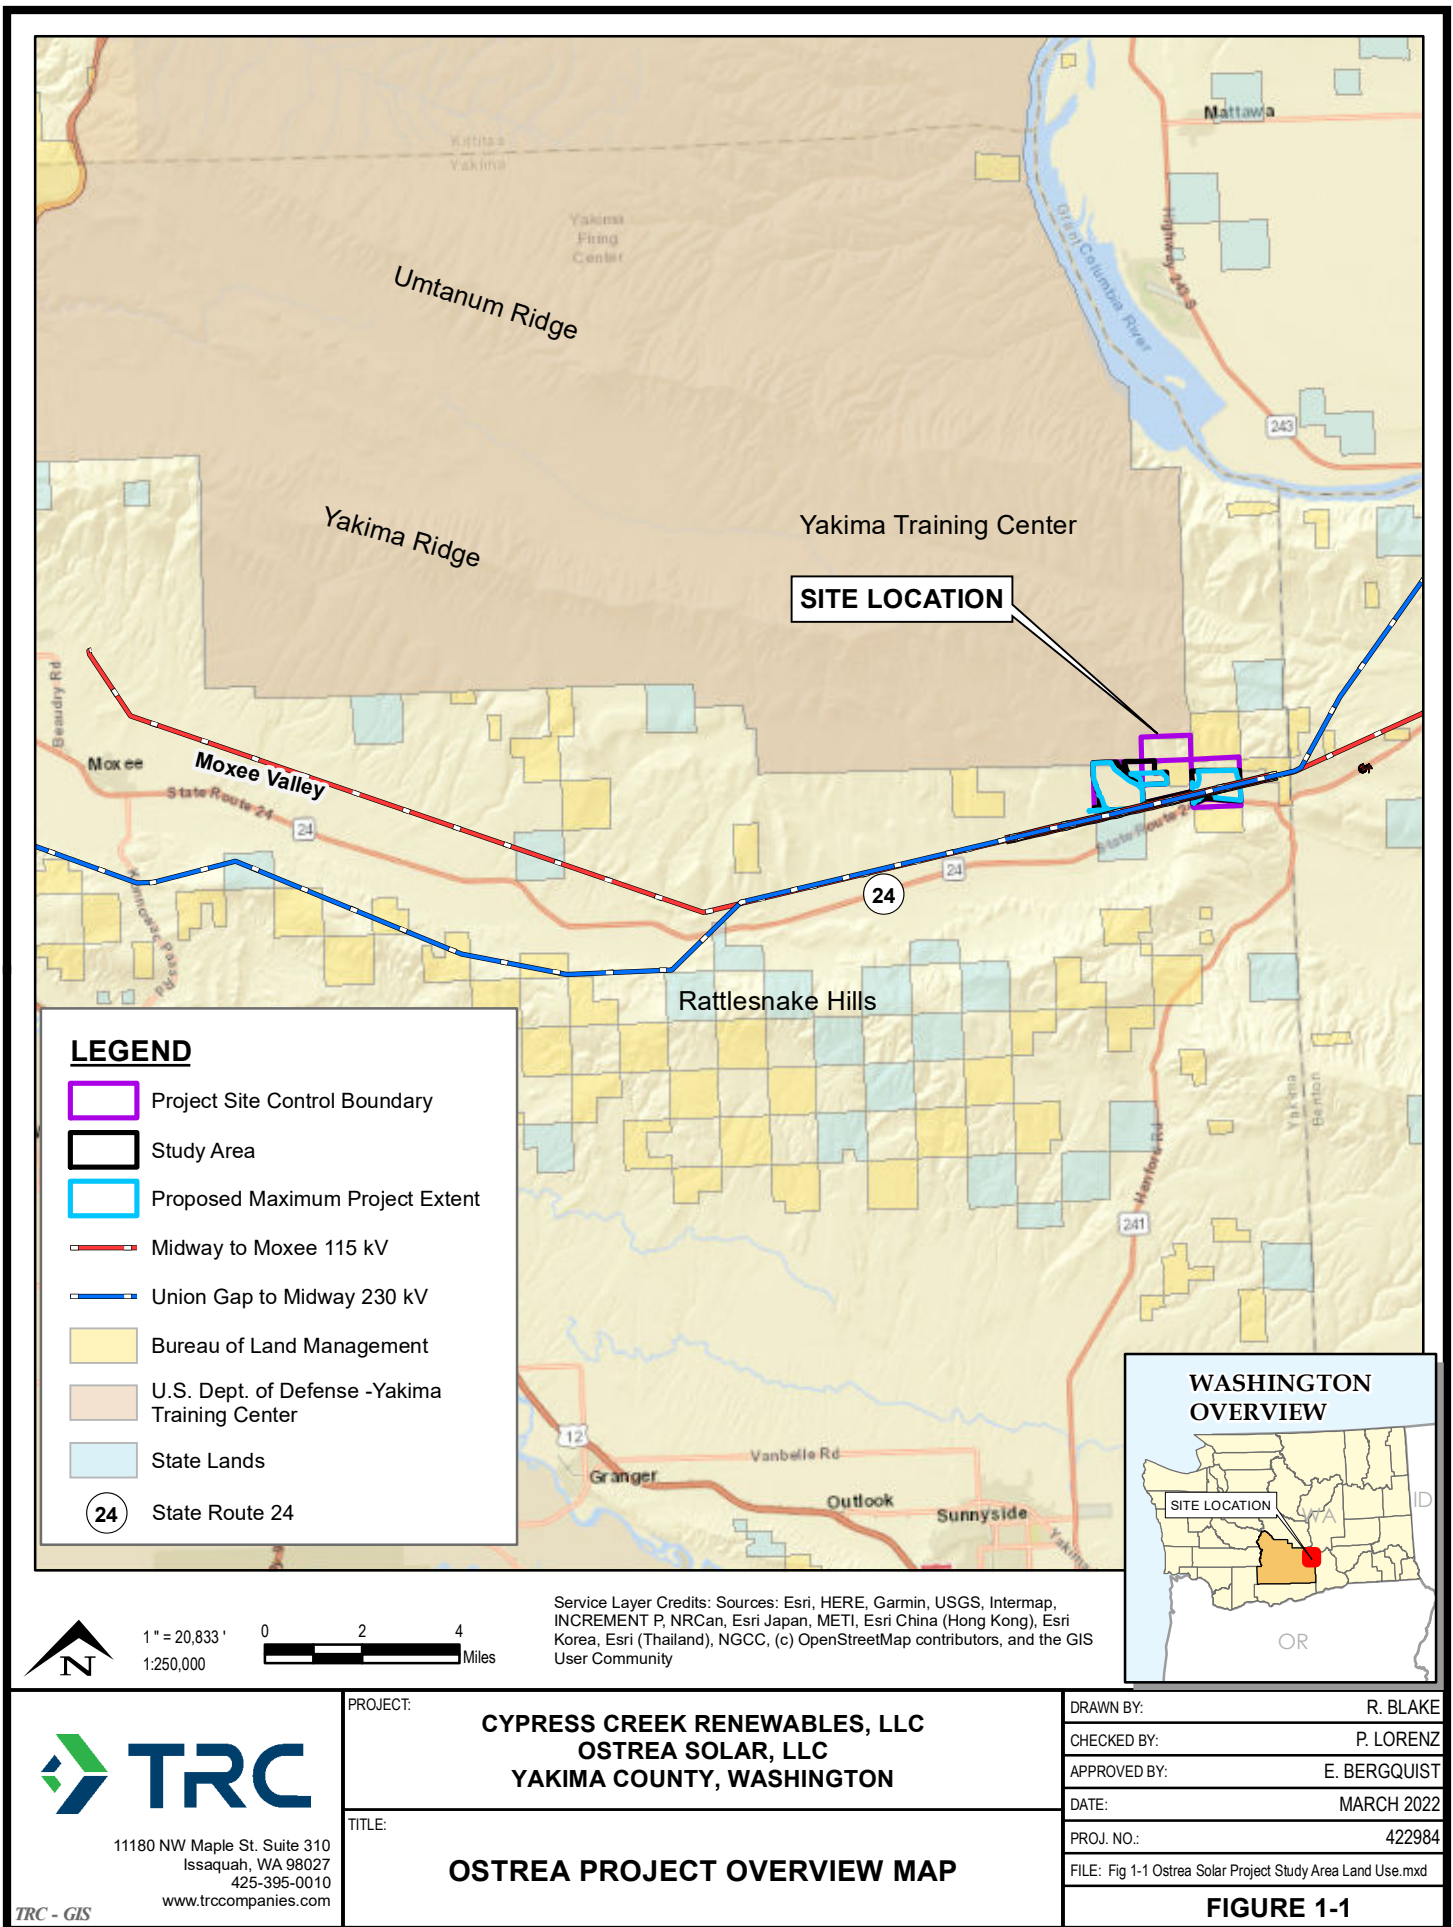 Mattawa
Kittitas
Yakima
Yakima
Firing
Center
Umtanum Ridge
Grant
Columbia River
Highway 243 S
243
Yakima Ridge
Yakima Training Center
SITE LOCATION
Beaudry Rd
Moxee
Moxee Valley
State Route 24
24
State Route 2
24
24
Konnowac Pass Rd
Rattlesnake Hills
Yakima
Benton
Hanford Rd
241
LEGEND
Project Site Control Boundary
Study Area
Proposed Maximum Project Extent
Midway to Moxee 115 kV
Union Gap to Midway 230 kV
Bureau of Land Management
U.S. Dept. of Defense -Yakima
Training Center
State Lands
24 State Route 24
12
Granger
Vanbelle Rd
Outlook
Sunnyside
Yakima
WASHINGTON
OVERVIEW
SITE LOCATION
WA
ID
OR
N
1 " = 20,833 '
1:250,000
0 2 4
Miles
Service Layer Credits: Sources: Esri, HERE, Garmin, USGS, Intermap,
INCREMENT P, NRCan, Esri Japan, METI, Esri China (Hong Kong), Esri
Korea, Esri (Thailand), NGCC, (c) OpenStreetMap contributors, and the GIS
User Community
TRC
11180 NW Maple St. Suite 310
Issaquah, WA 98027
425-395-0010
www.trccompanies.com
TRC - GIS
PROJECT:
CYPRESS CREEK RENEWABLES, LLC
OSTREA SOLAR, LLC
YAKIMA COUNTY, WASHINGTON
TITLE:
OSTREA PROJECT OVERVIEW MAP
DRAWN BY: R. BLAKE
CHECKED BY: P. LORENZ
APPROVED BY: E. BERGQUIST
DATE: MARCH 2022
PROJ. NO.: 422984
FILE: Fig 1-1 Ostrea Solar Project Study Area Land Use.mxd
FIGURE 1-1